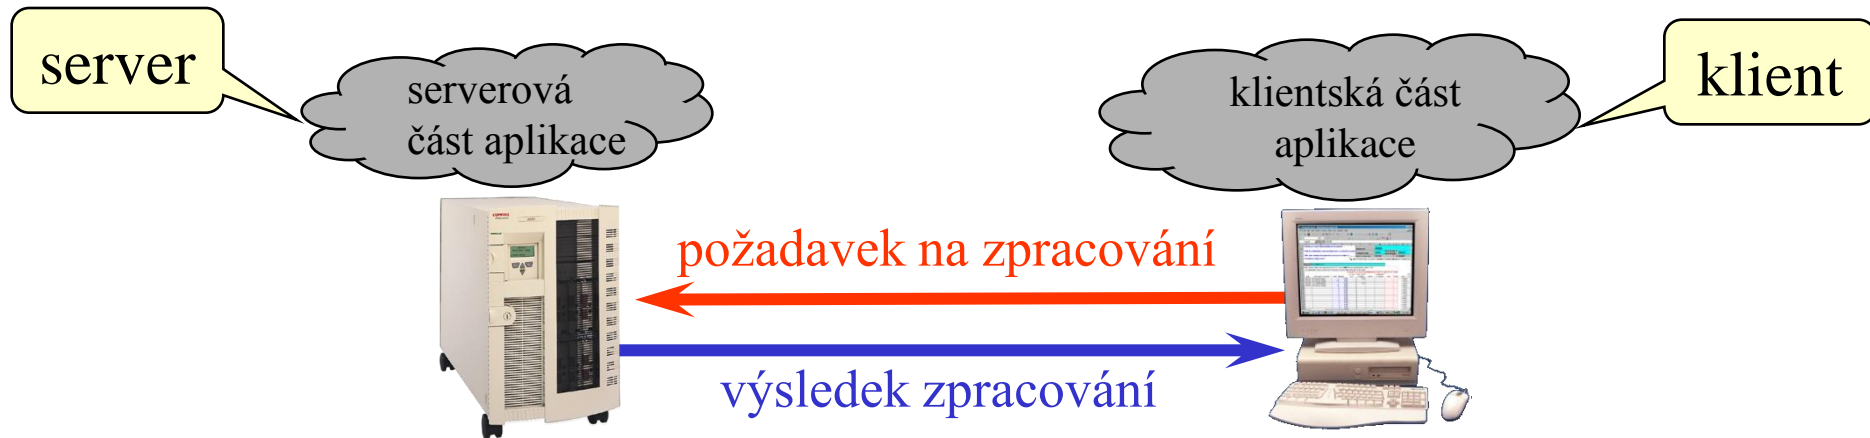 server
serverová
část aplikace
klientská část
aplikace
klient
požadavek na zpracování
výsledek zpracování